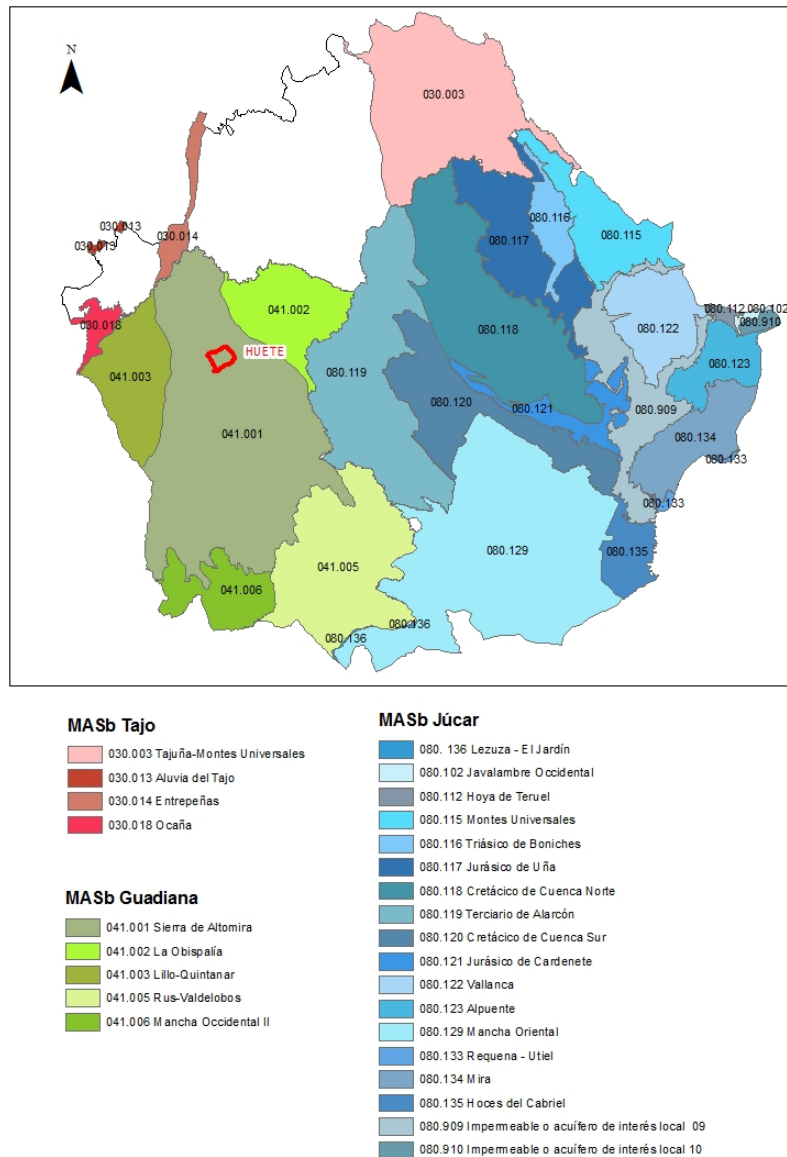 N
030.003
030.013
030.013
030.014
030.018
041.003
041.002
HUETE
041.001
041.006
041.005
080.119
080.120
080.118
080.121
080.117
080.116
080.115
080.122
080.112
080.102
080.910
080.123
080.909
080.134
080.133
080.133
080.135
080.129
080.136
080.136
MASb Tajo
030.003 Tajuña-Montes Universales
030.013 Aluvia del Tajo
030.014 Entrepeñas
030.018 Ocaña
MASb Guadiana
041.001 Sierra de Altomira
041.002 La Obispalía
041.003 Lillo-Quintanar
041.005 Rus-Valdelobos
041.006 Mancha Occidental II
MASb Júcar
080. 136 Lezuza - El Jardín
080.102 Javalambre Occidental
080.112 Hoya de Teruel
080.115 Montes Universales
080.116 Triásico de Boniches
080.117 Jurásico de Uña
080.118 Cretácico de Cuenca Norte
080.119 Terciario de Alarcón
080.120 Cretácico de Cuenca Sur
080.121 Jurásico de Cardenete
080.122 Vallanca
080.123 Alpuente
080.129 Mancha Oriental
080.133 Requena - Utiel
080.134 Mira
080.135 Hoces del Cabriel
080.909 Impermeable o acuífero de interés local 09
080.910 Impermeable o acuífero de interés local 10